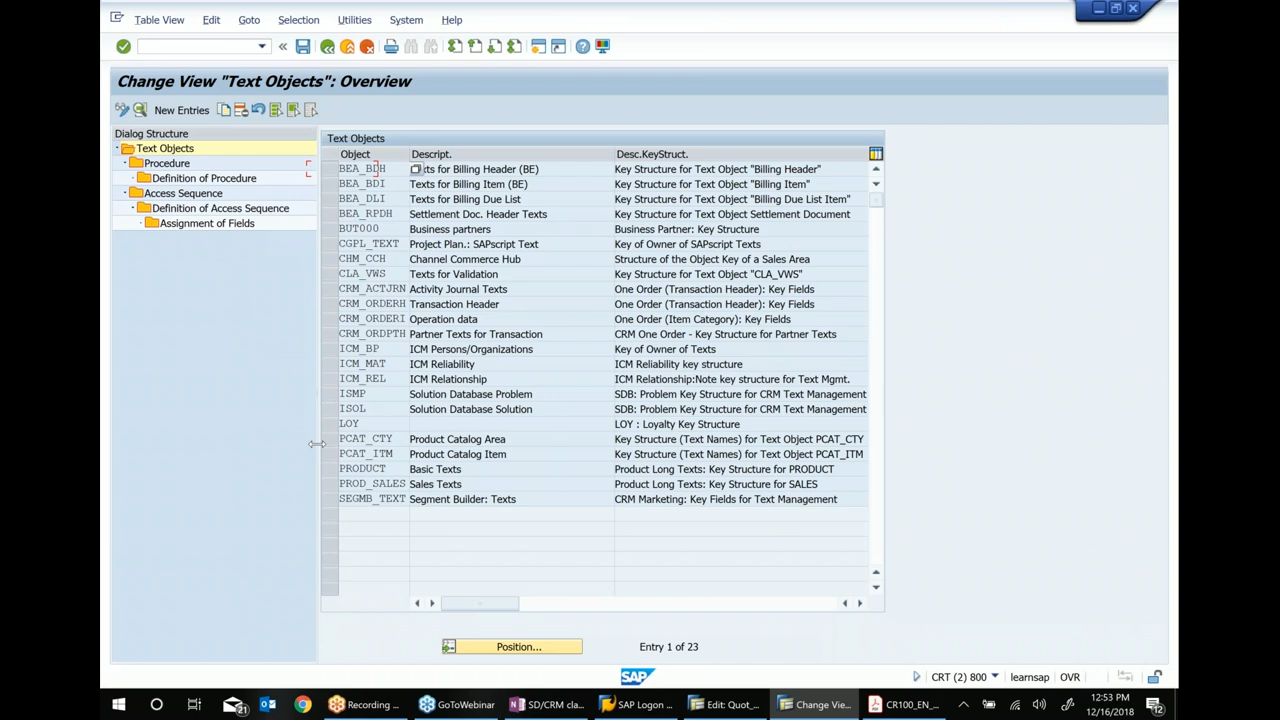 Table View Edit Goto Selection Utilities System Help
Change View "Text Objects": Overview
New Entries
Dialog Structure
Text Objects
Procedure
Definition of Procedure
Access Sequence
Definition of Access Sequence
Assignment of Fields
Text Objects
Object Descript. Desc.KeyStruct.
BEA_BDH xts for Billing Header (BE) Key Structure for Text Object "Billing Header"
BEA_BDI Texts for Billing Item (BE) Key Structure for Text Object "Billing Item"
BEA_DLI Texts for Billing Due List Key Structure for Text Object "Billing Due List Item"
BEA_RPDH Settlement Doc. Header Texts Key Structure for Text Object Settlement Document
BUT000 Business partners Business Partner: Key Structure
CGPL_TEXT Project Plan.: SAPscript Text Key of Owner of SAPscript Texts
CHM_CCH Channel Commerce Hub Structure of the Object Key of a Sales Area
CLA_VWS Texts for Validation Key Structure for Text Object "CLA_VWS"
CRM_ACTJRN Activity Journal Texts One Order (Transaction Header): Key Fields
CRM_ORDERH Transaction Header One Order (Transaction Header): Key Fields
CRM_ORDERI Operation data One Order (Item Category): Key Fields
CRM_ORDPTH Partner Texts for Transaction CRM One Order - Key Structure for Partner Texts
ICM_BP ICM Persons/Organizations Key of Owner of Texts
ICM_MAT ICM Reliability ICM Reliability key structure
ICM_REL ICM Relationship ICM Relationship:Note key structure for Text Mgmt.
ISMP Solution Database Problem SDB: Problem Key Structure for CRM Text Management
ISOL Solution Database Solution SDB: Problem Key Structure for CRM Text Management
LOY LOY : Loyalty Key Structure
PCAT_CTY Product Catalog Area Key Structure (Text Names) for Text Object PCAT_CTY
PCAT_ITM Product Catalog Item Key Structure (Text Names) for Text Object PCAT_ITM
PRODUCT Basic Texts Product Long Texts: Key Structure for PRODUCT
PROD_SALES Sales Texts Product Long Texts: Key Structure for SALES
SEGMB_TEXT Segment Builder: Texts CRM Marketing: Key Fields for Text Management
Position... Entry 1 of 23
SAP CRT (2) 800 learnsap OVR
21 Recording ... GoToWebinar SD/CRM cla... SAP Logon ... Edit: Quot_... Change Vie... CR100_EN_... 12:53 PM
12/16/2018 12